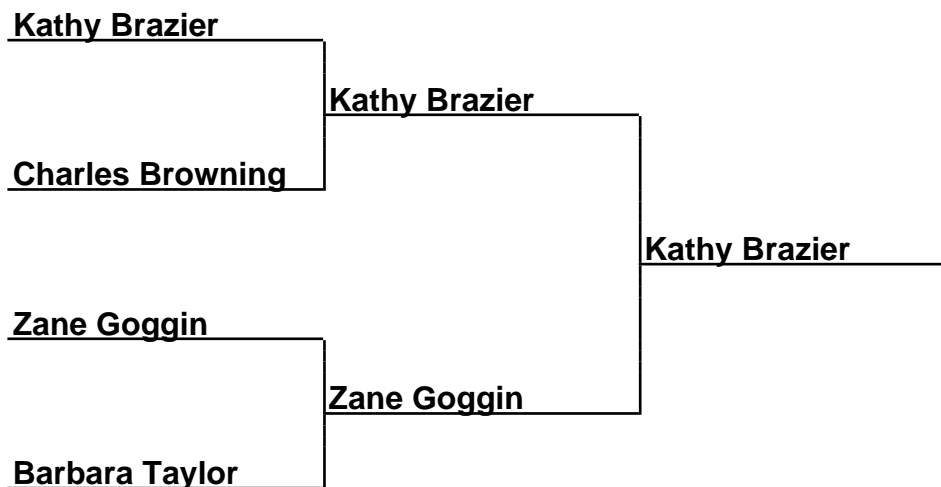 Kathy Brazier
Kathy Brazier
Charles Browning
Kathy Brazier
Zane Goggin
Zane Goggin
Barbara Taylor